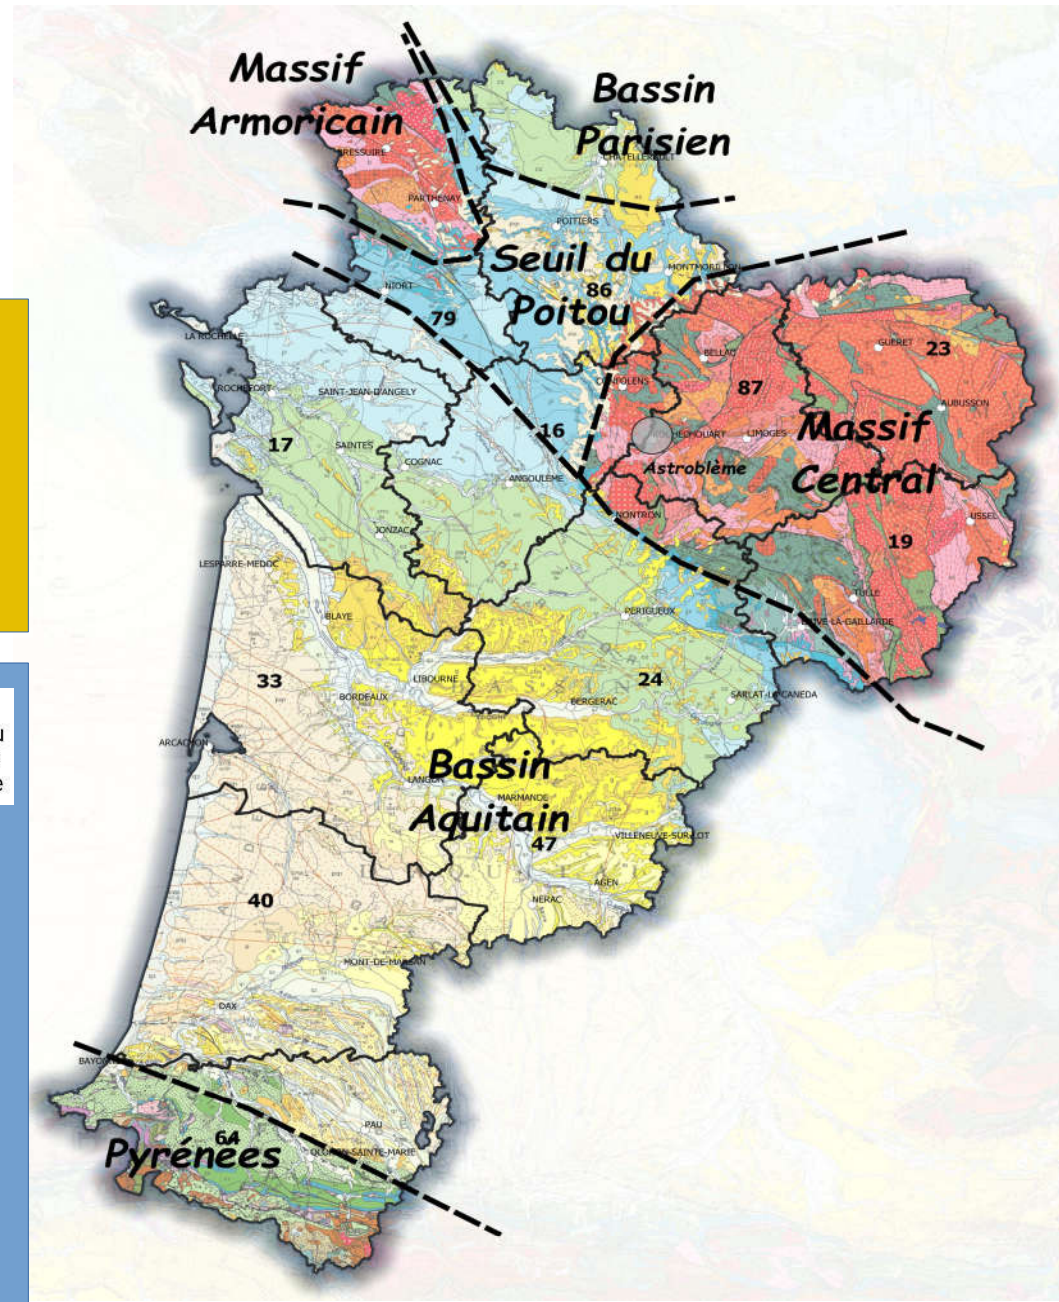 Massif
Armoricain
Bassin
Parisien
BRESSUIRE
CHATELLERAULT
PARTHENAY
POITIERS
Seuil du
Poitou
MONTMORILLON
86
NIORT
79
LA ROCHELLE
ROCHEFORT
SAINT-JEAN-D'ANGELY
CONFOLENS
BELLAC
GUERET
23
87
AUBUSSON
17
SAINTES
COGNAC
16
ANGOULEME
ROCHECHOUART
LIMOGES
Massif
Central
Astroblème
NONTRON
USSEL
JONZAC
19
LESPARRE-MEDOC
BLAYE
PERIGUEUX
TULLE
BRIVE-LA-GAILLARDE
33
LIBOURNE
24
BORDEAUX
BERGERAC
SARLAT-LA-CANEDA
ARCACHON
Bassin
Aquitain
LANGON
MARMANDE
VILLENEUVE-SUR-LOT
47
AGEN
NERAC
40
MONT-DE-MARSAN
DAX
BAYONNE
PAU
64
OLORON-SAINTE-MARIE
Pyrénées